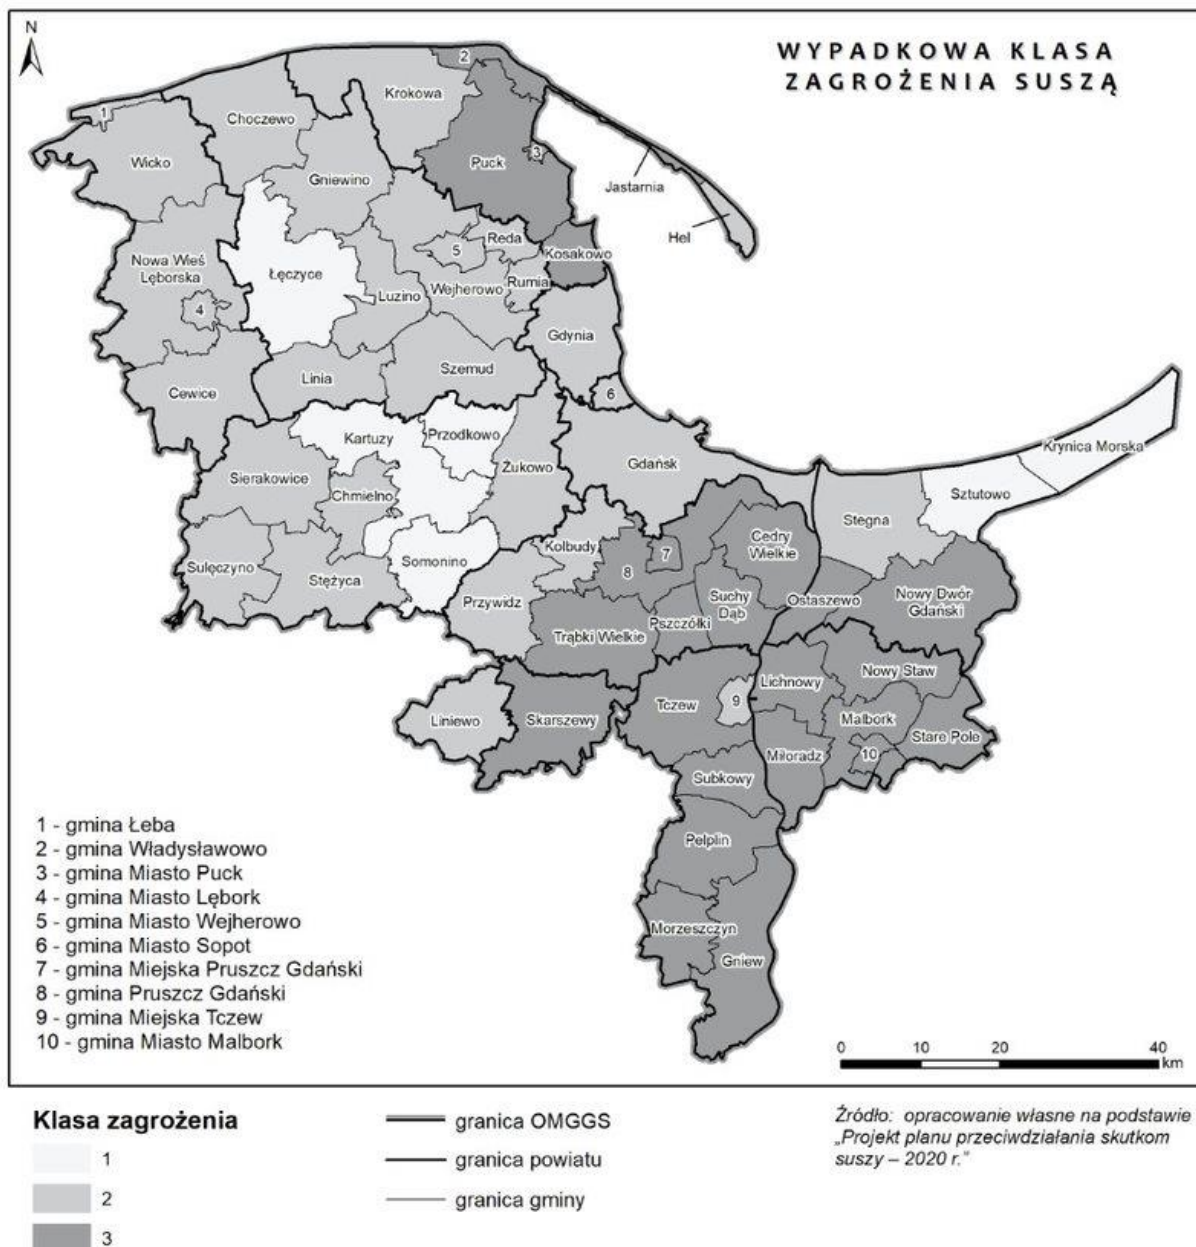 N
WYPADKOWA KLASA
ZAGROŻENIA SUSZĄ
2
Krokowa
1
Choczewo
Wicko
3
Puck
Gniewino
Jastarnia
Hel
Reda
5
Kosakowo
Nowa Wieś
Lęborska
Łęczyce
Wejherowo
Rumia
Luzino
4
Gdynia
Szemud
Linia
Cewice
6
Kartuzy
Przodkowo
Krynica Morska
Gdańsk
Żukowo
Sierakowice
Chmielno
Sztutowo
Stegna
Cedry
Wielkie
Kolbudy
7
Somonino
Sulęczyno
8
Stężyca
Suchy
Dąb
Nowy Dwór
Gdański
Przywidz
Ostaszewo
Pszczółki
Trąbki Wielkie
Nowy Staw
Lichnowy
Tczew
9
Liniewo
Skarszewy
Malbork
Stare Pole
Miłoradz
10
Subkowy
Pelplin
Morzeszczyn
Gniew
1 - gmina Łeba
2 - gmina Władysławowo
3 - gmina Miasto Puck
4 - gmina Miasto Lębork
5 - gmina Miasto Wejherowo
6 - gmina Miasto Sopot
7 - gmina Miejska Pruszcz Gdański
8 - gmina Pruszcz Gdański
9 - gmina Miejska Tczew
10 - gmina Miasto Malbork
0 10 20 40
km
Klasa zagrożenia
1
2
3
granica OMGGS
granica powiatu
granica gminy
Źródło: opracowanie własne na podstawie
„Projekt planu przeciwdziałania skutkom
suszy – 2020 r."